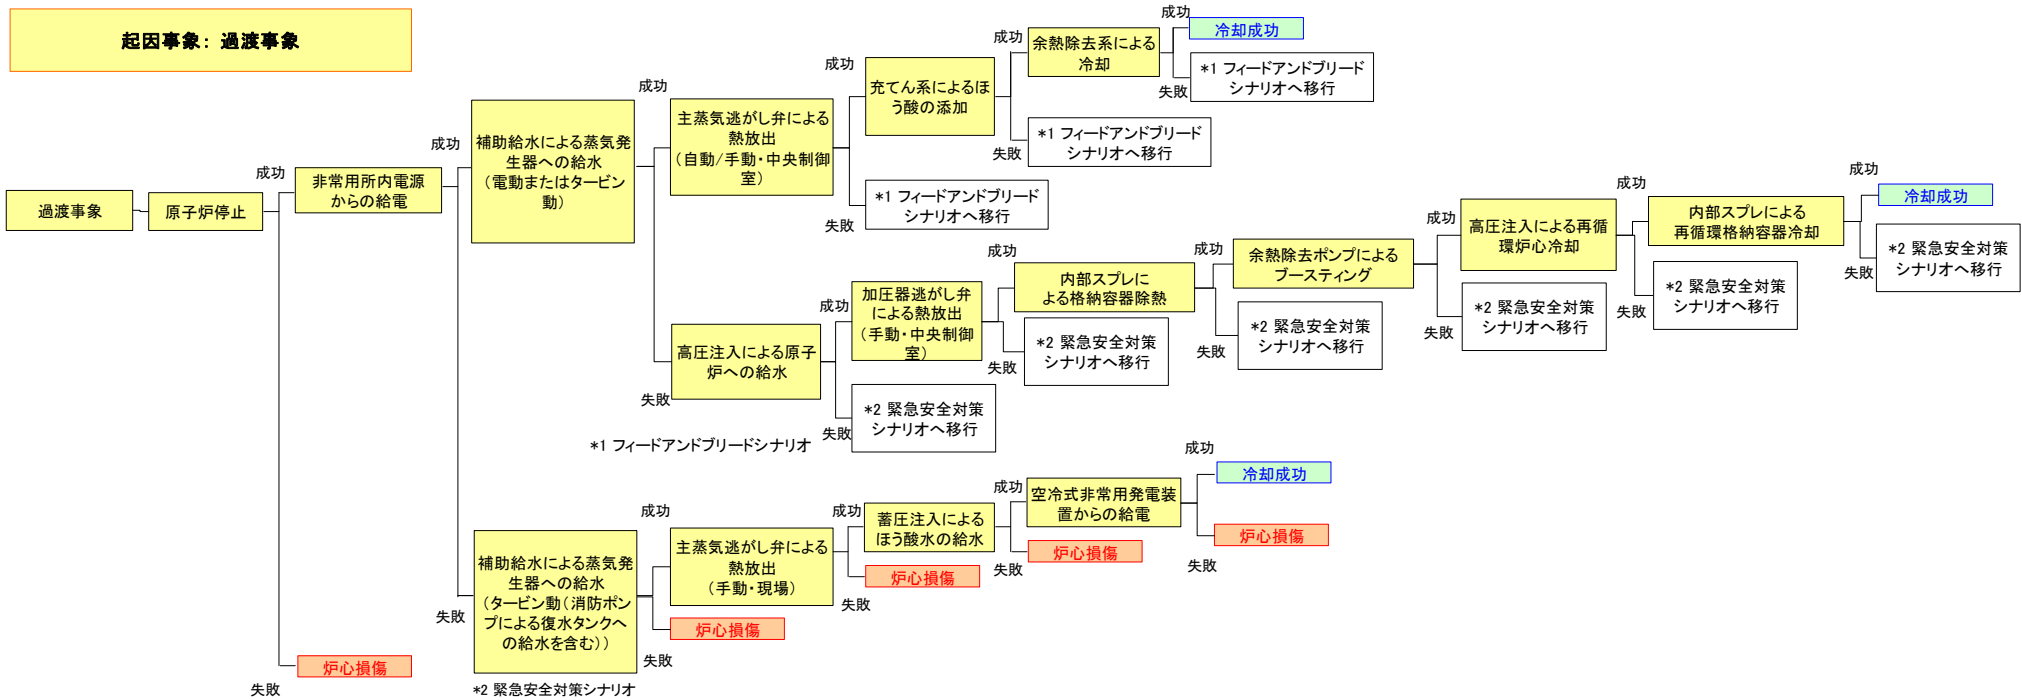 起因事象： 過渡事象
過渡事象
原子炉停止
成功
失敗
非常用所内電源
からの給電
炉心損傷
成功
失敗
補助給水による蒸気発
生器への給水
（電動またはタービン
動）
成功
失敗
主蒸気逃がし弁による
熱放出
（自動/手動・中央制御
室）
成功
失敗
充てん系によるほ
う酸の添加
成功
失敗
余熱除去系による
冷却
成功
失敗
冷却成功
*1 フィードアンドブリード
シナリオへ移行
*1 フィードアンドブリード
シナリオへ移行
*1 フィードアンドブリード
シナリオへ移行
高圧注入による原子
炉への給水
*1 フィードアンドブリードシナリオ
成功
失敗
加圧器逃がし弁
による熱放出
（手動・中央制御
室）
*2 緊急安全対策
シナリオへ移行
成功
失敗
内部スプレに
よる格納容器除熱
*2 緊急安全対策
シナリオへ移行
成功
失敗
余熱除去ポンプによる
ブースティング
*2 緊急安全対策
シナリオへ移行
成功
失敗
高圧注入による再循
環炉心冷却
*2 緊急安全対策
シナリオへ移行
成功
失敗
内部スプレによる
再循環格納容器冷却
*2 緊急安全対策
シナリオへ移行
成功
失敗
冷却成功
*2 緊急安全対策
シナリオへ移行
補助給水による蒸気発
生器への給水
（タービン動（消防ポン
プによる復水タンクへ
の給水を含む））
*2 緊急安全対策シナリオ
成功
失敗
主蒸気逃がし弁による
熱放出
（手動・現場）
炉心損傷
成功
失敗
蓄圧注入による
ほう酸水の給水
炉心損傷
成功
失敗
空冷式非常用発電装
置からの給電
炉心損傷
成功
失敗
冷却成功
炉心損傷